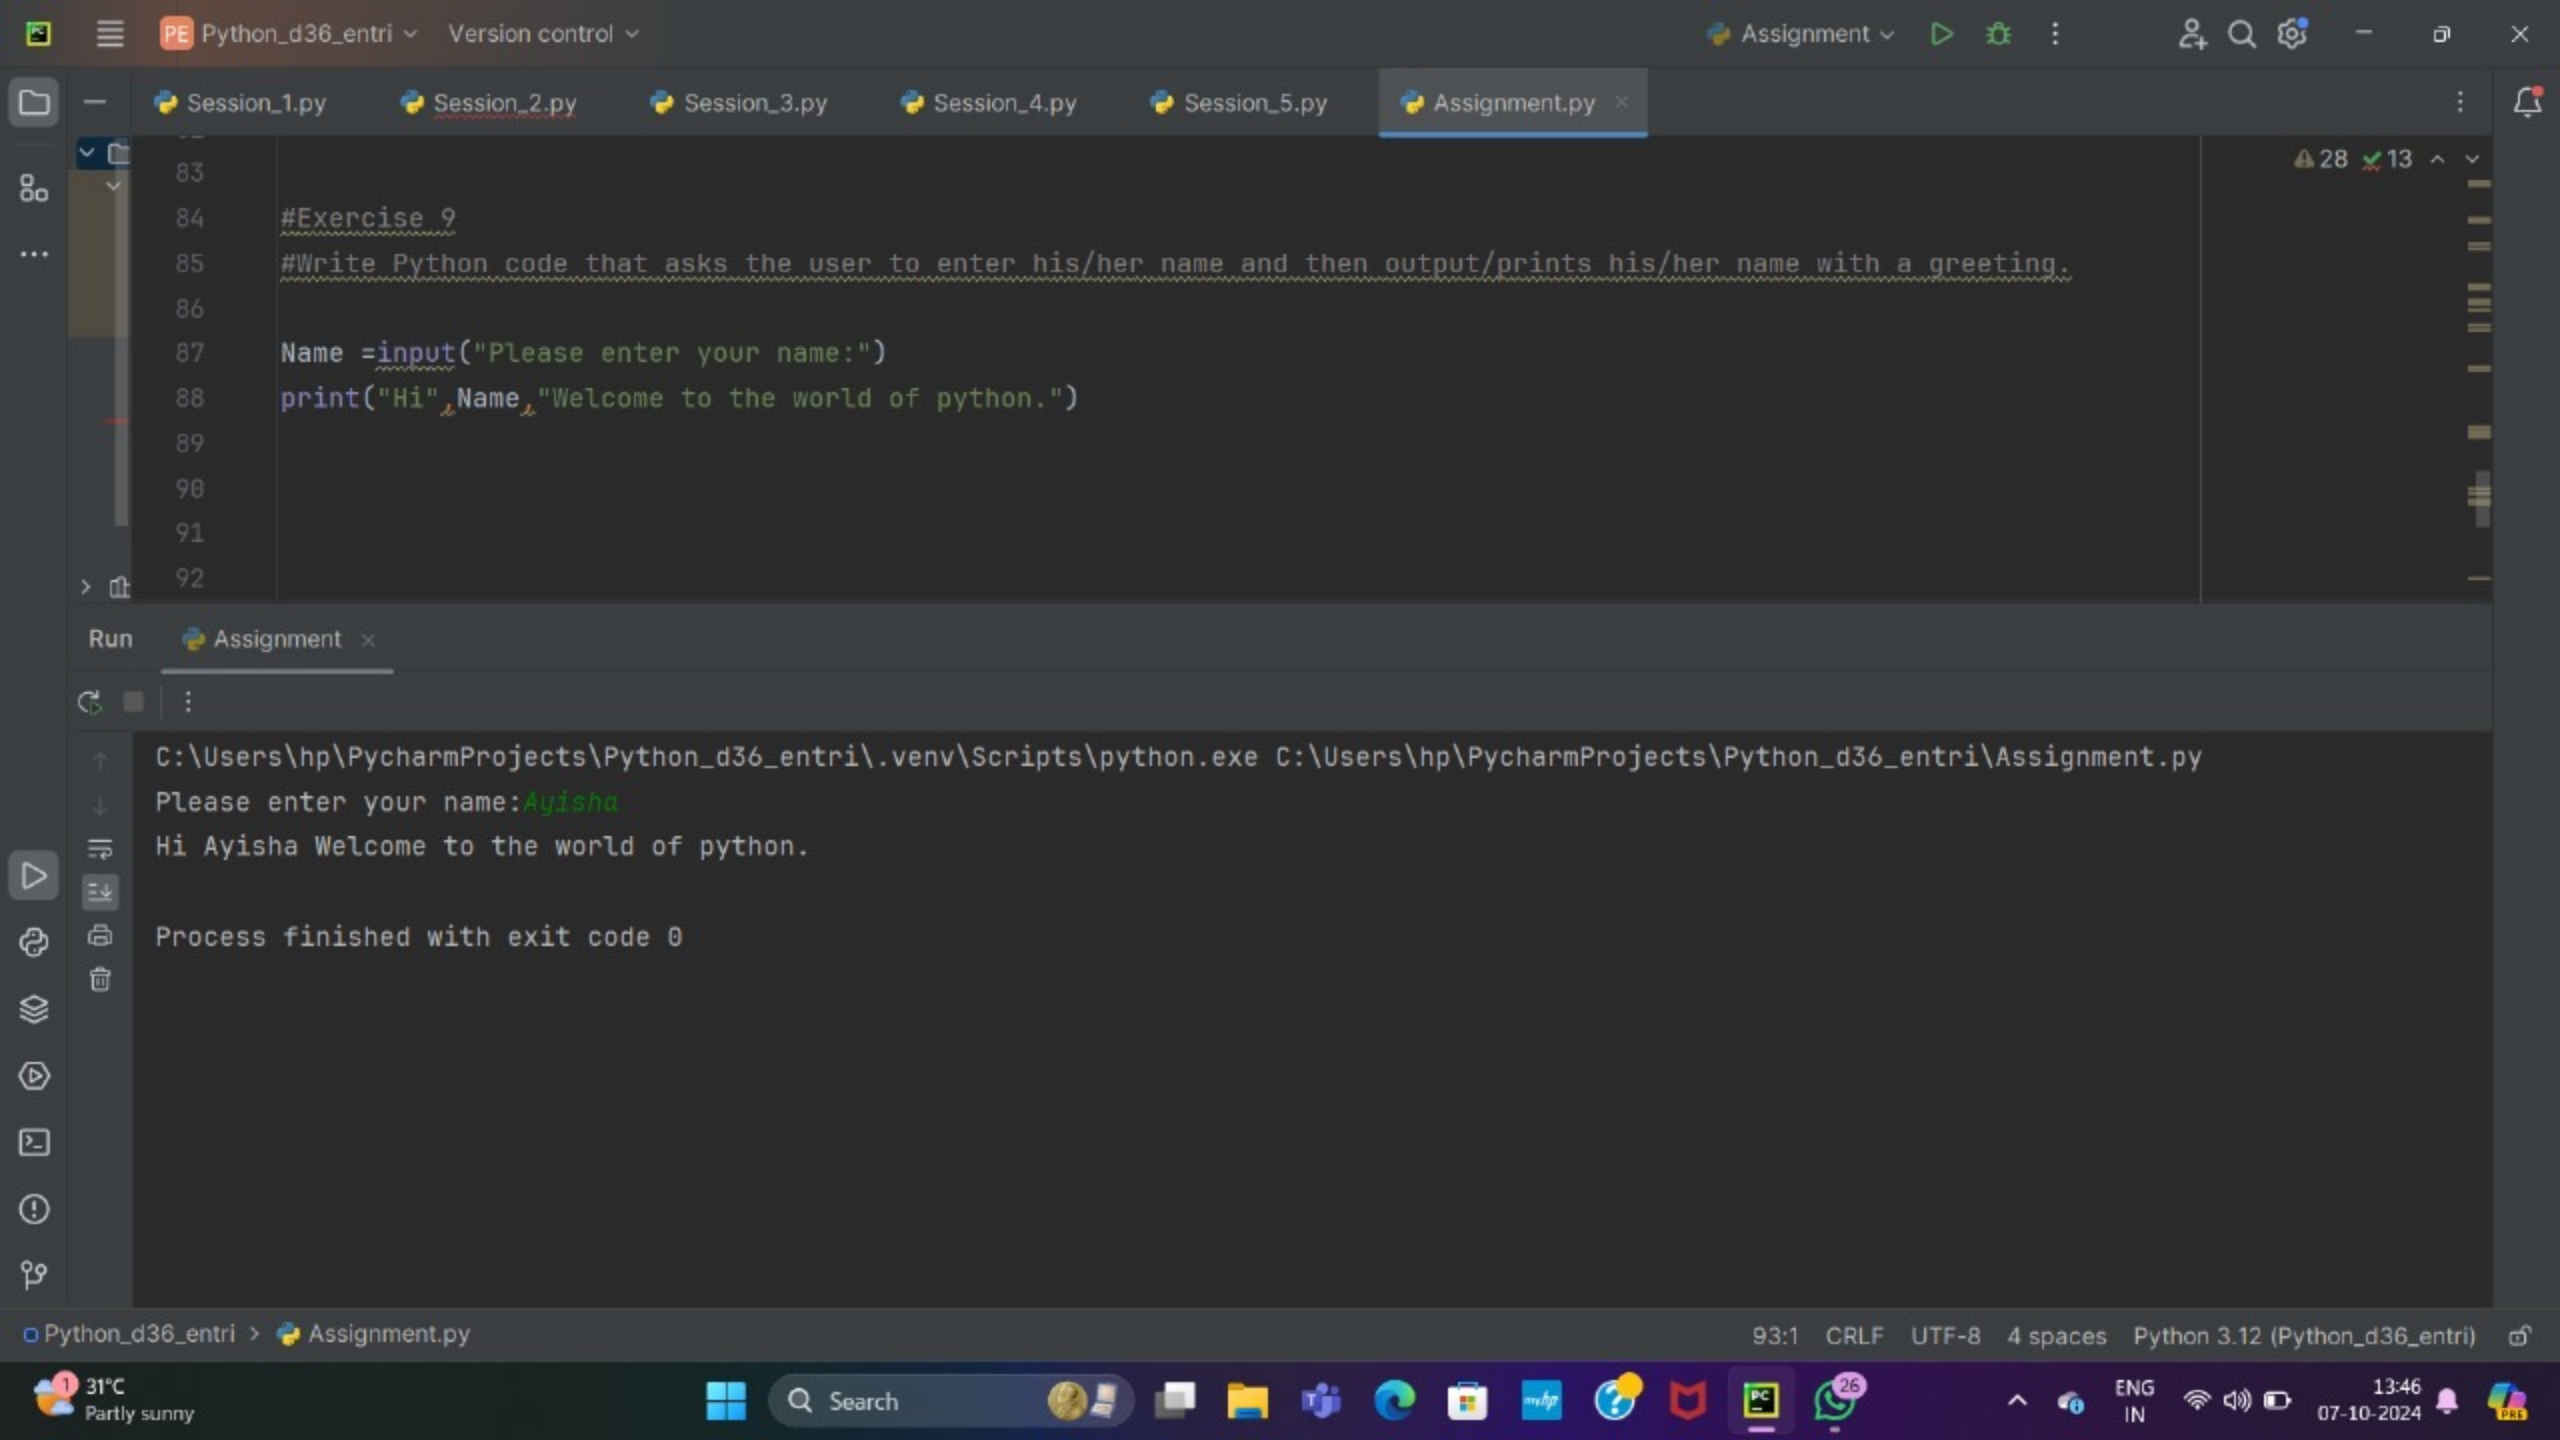 PE Python_d36_entri Version control Assignment
Session_1.py Session_2.py Session_3.py Session_4.py Session_5.py Assignment.py
83 28 13
84 #Exercise 9
85 #Write Python code that asks the user to enter his/her name and then output/prints his/her name with a greeting.
86
87 Name =input("Please enter your name:")
88 print("Hi",Name,"Welcome to the world of python.")
89
90
91
92
Run Assignment
C:\Users\hp\PycharmProjects\Python_d36_entri\.venv\Scripts\python.exe C:\Users\hp\PycharmProjects\Python_d36_entri\Assignment.py
Please enter your name:Ayisha
Hi Ayisha Welcome to the world of python.
Process finished with exit code 0
Python_d36_entri > Assignment.py 93:1 CRLF UTF-8 4 spaces Python 3.12 (Python_d36_entri)
1 31°C Search myhp PC 26 ENG 13:46
Partly sunny IN 07-10-2024 PRE